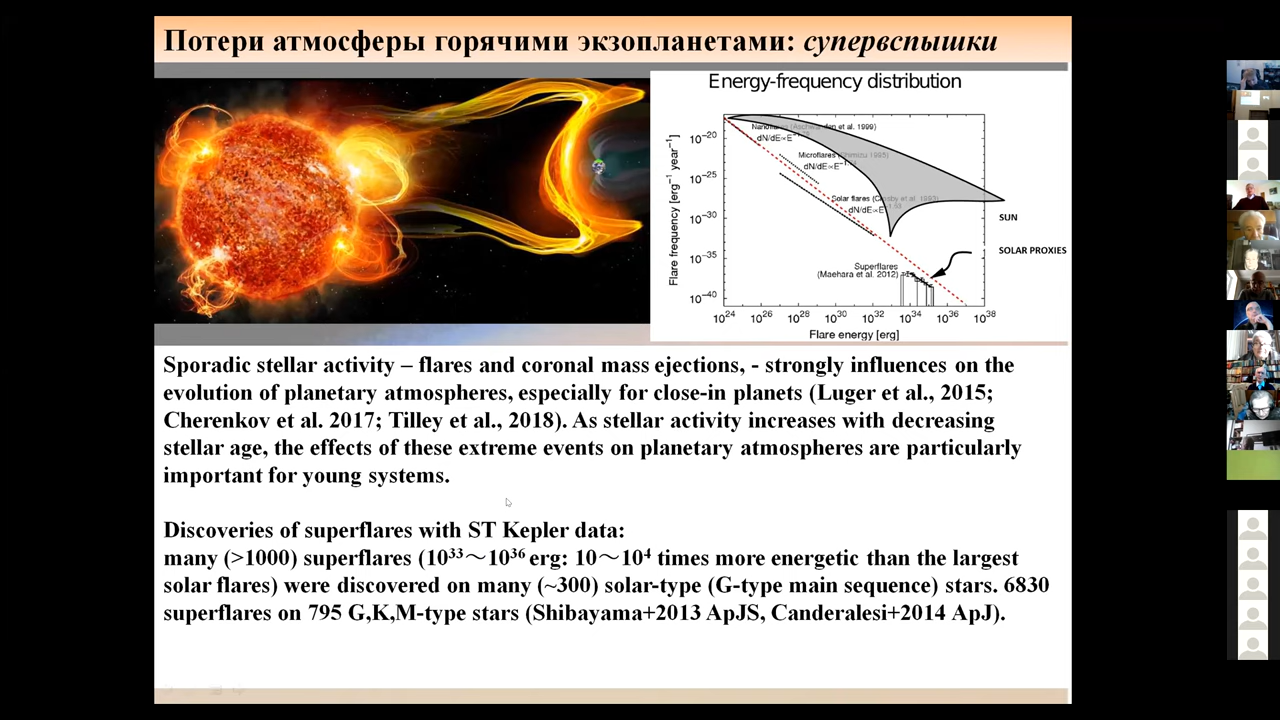 Потери атмосферы горячими экзопланетами: супервспышки
Energy-frequency distribution
Flare frequency [erg⁻¹ year⁻¹]
10⁻²⁰
10⁻²⁵
10⁻³⁰
10⁻³⁵
10⁻⁴⁰
et al. 1999)
dN/dE∝E
Microflares
1995)
dN/dE∝E
Solar flares
et al. 1993)
dN/dE∝E
SUN
SOLAR PROXIES
Superflares
(Maehara et al. 2012)
10²⁴ 10²⁶ 10²⁸ 10³⁰ 10³² 10³⁴ 10³⁶ 10³⁸
Flare energy [erg]
Sporadic stellar activity – flares and coronal mass ejections, - strongly influences on the
evolution of planetary atmospheres, especially for close-in planets (Luger et al., 2015;
Cherenkov et al. 2017; Tilley et al., 2018). As stellar activity increases with decreasing
stellar age, the effects of these extreme events on planetary atmospheres are particularly
important for young systems.
Discoveries of superflares with ST Kepler data:
many (>1000) superflares (10³³～10³⁶ erg: 10～10⁴ times more energetic than the largest
solar flares) were discovered on many (~300) solar-type (G-type main sequence) stars. 6830
superflares on 795 G,K,M-type stars (Shibayama+2013 ApJS, Canderalesi+2014 ApJ).